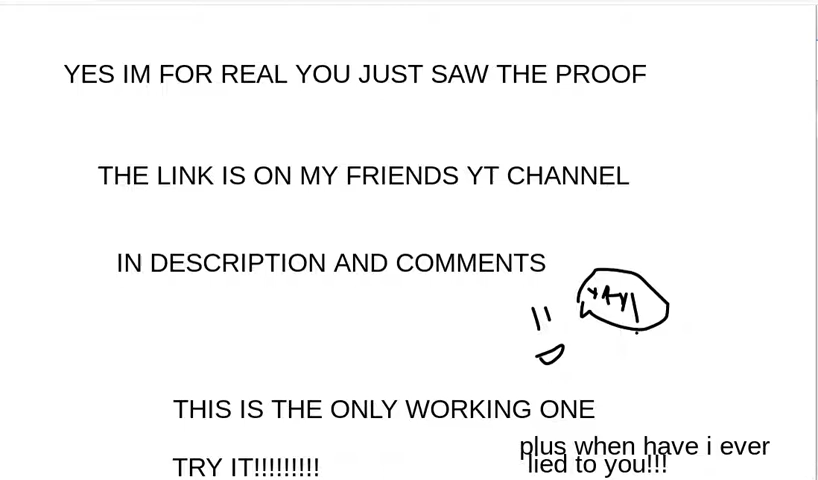 YES IM FOR REAL YOU JUST SAW THE PROOF
THE LINK IS ON MY FRIENDS YT CHANNEL
IN DESCRIPTION AND COMMENTS
YAY!
THIS IS THE ONLY WORKING ONE
plus when have i ever
lied to you!!!
TRY IT!!!!!!!!!